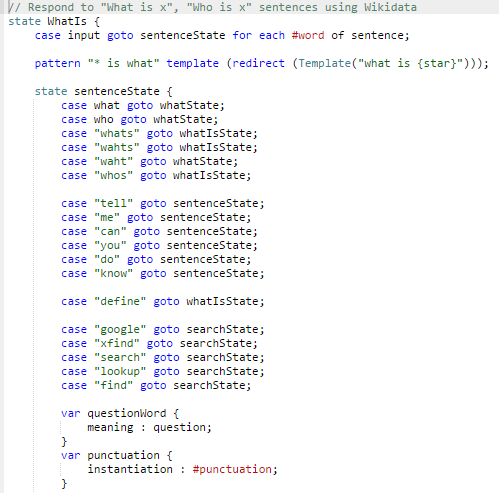 // Respond to "What is x", "Who is x" sentences using Wikidata
state WhatIs {
    case input goto sentenceState for each #word of sentence;

    pattern "* is what" template (redirect (Template("what is {star}")));

    state sentenceState {
        case what goto whatState;
        case who goto whatState;
        case "whats" goto whatIsState;
        case "wahts" goto whatIsState;
        case "waht" goto whatState;
        case "whos" goto whatIsState;

        case "tell" goto sentenceState;
        case "me" goto sentenceState;
        case "can" goto sentenceState;
        case "you" goto sentenceState;
        case "do" goto sentenceState;
        case "know" goto sentenceState;

        case "define" goto whatIsState;

        case "google" goto searchState;
        case "xfind" goto searchState;
        case "search" goto searchState;
        case "lookup" goto searchState;
        case "find" goto searchState;

        var questionWord {
            meaning : question;
        }
        var punctuation {
            instantiation : #punctuation;
        }